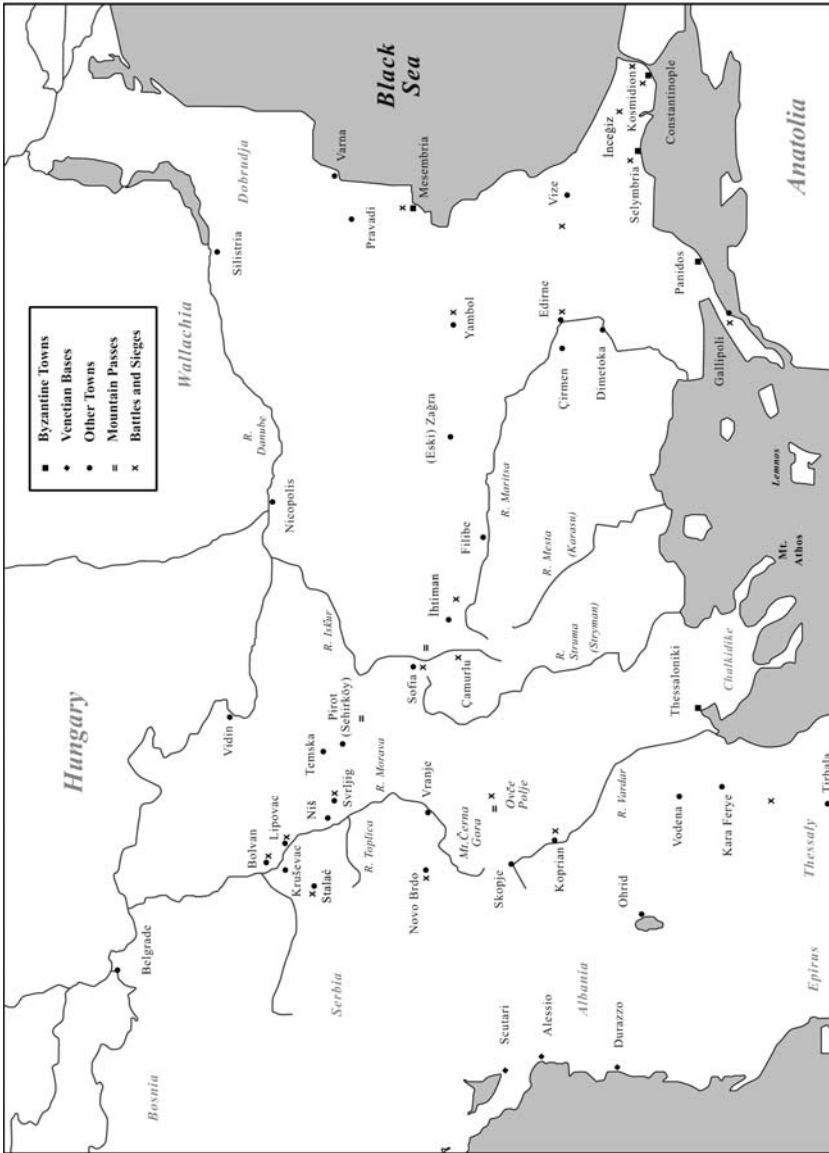 Black
Sea
Anatolia
Wallachia
Dobrudja
Hungary
Bosnia
Serbia
Albania
Epirus
Thessaly
Chalkidike
Mt.
Athos
Lemnos
Byzantine Towns
Venetian Bases
Other Towns
Mountain Passes
Battles and Sieges
Belgrade
Vidin
Nicopolis
Silistria
R.
Danube
Varna
Pravadi
Mesembria
Bolvan
Lipovac
Kruševac
Stalać
Niš
Svrljig
Temska
Pirot
(Sehirköy)
R. Morava
R. Toplica
R. Isk'ur
Novo Brdo
Vranje
Mt. Černa
Gora
Ovče
Polje
Sofia
Çamurlu
İhtiman
Filibe
(Eski) Zağra
Yambol
R. Maritsa
R. Mesta
(Karasu)
R.
Struma
(Stryman)
Edirne
Çirmen
Dimetoka
Vize
İnceğiz
Kosmidion
Constantinople
Selymbria
Panidos
Gallipoli
Scutari
Alessio
Durazzo
Skopje
Koprian
R. Vardar
Ohrid
Vodena
Kara Ferye
Thessaloniki
Tirhala